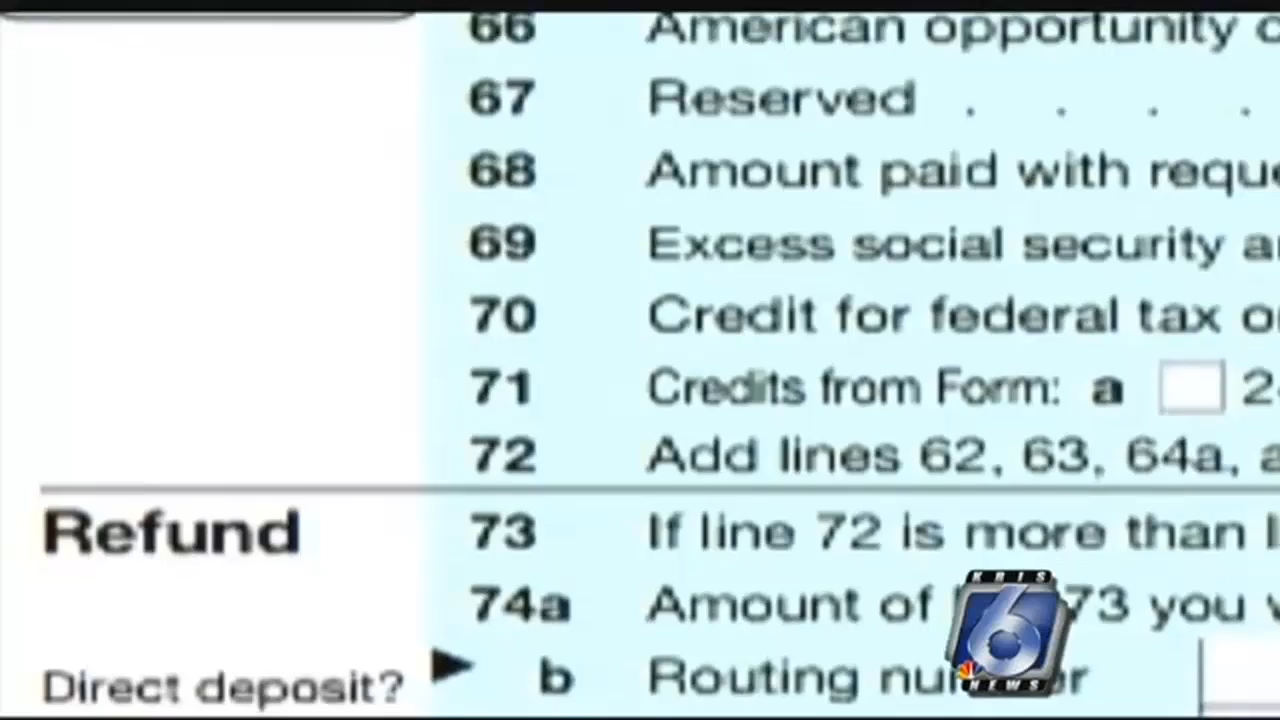 66 American opportunity
67 Reserved . . . .
68 Amount paid with
69 Excess social security
70 Credit for federal tax
71 Credits from Form: a
72 Add lines 62, 63, 64a,
Refund 73 If line 72 is more than
74a Amount of 73 you
Direct deposit? b Routing
KRIS
6
NEWS